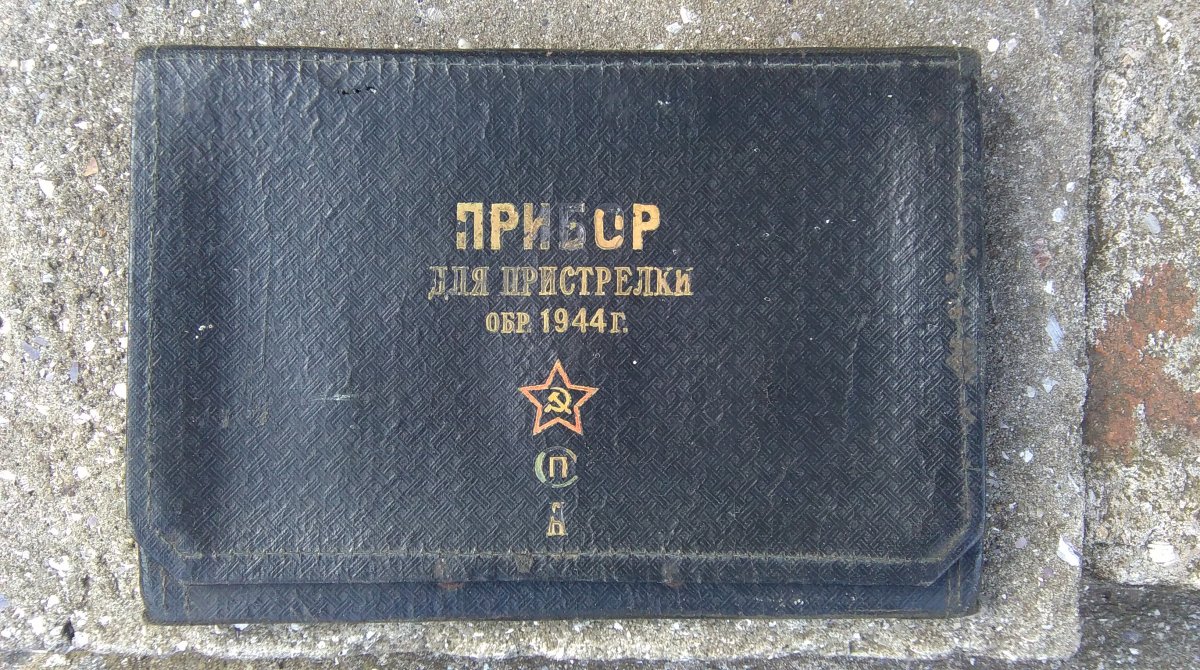 ПРИБОР
ДЛЯ ПРИСТРЕЛКИ
ОБР. 1944 Г.
П